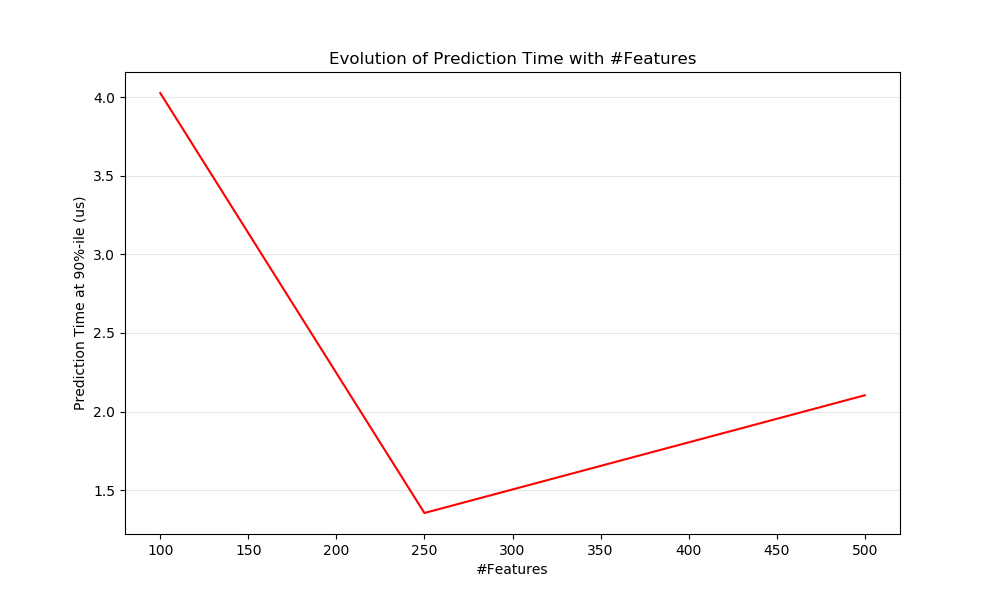 Evolution of Prediction Time with #Features
Prediction Time at 90%-ile (us)
4.0
3.5
3.0
2.5
2.0
1.5
100 150 200 250 300 350 400 450 500
#Features